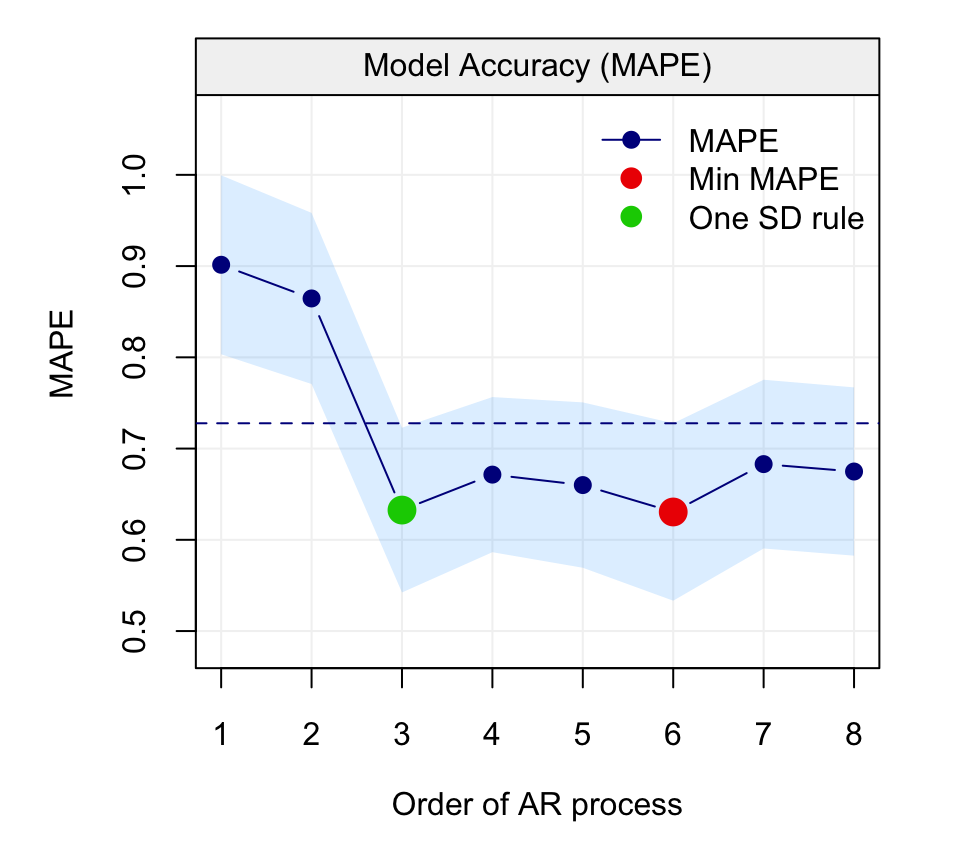 Model Accuracy (MAPE)
MAPE
Min MAPE
One SD rule
MAPE
1.0
0.9
0.8
0.7
0.6
0.5
1 2 3 4 5 6 7 8
Order of AR process